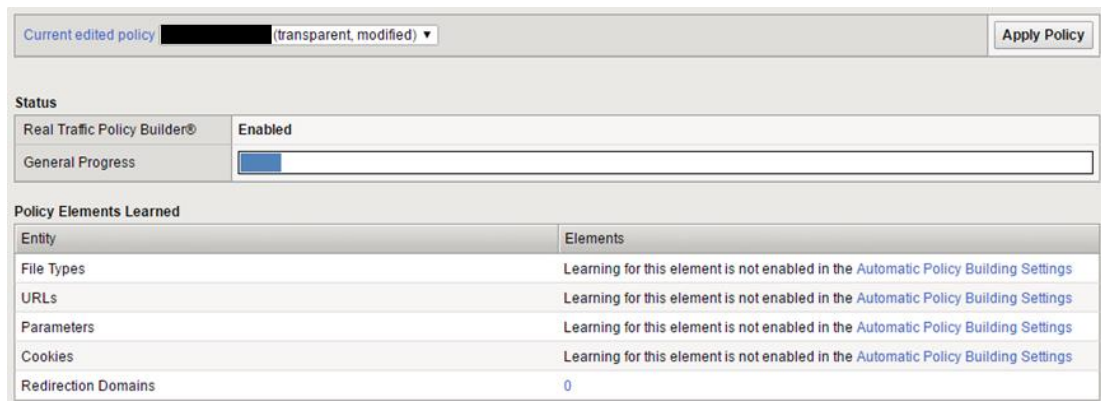 Current edited policy (transparent, modified) ▼ Apply Policy
Status
Real Traffic Policy Builder® Enabled
General Progress
Policy Elements Learned
Entity Elements
File Types Learning for this element is not enabled in the Automatic Policy Building Settings
URLs Learning for this element is not enabled in the Automatic Policy Building Settings
Parameters Learning for this element is not enabled in the Automatic Policy Building Settings
Cookies Learning for this element is not enabled in the Automatic Policy Building Settings
Redirection Domains 0